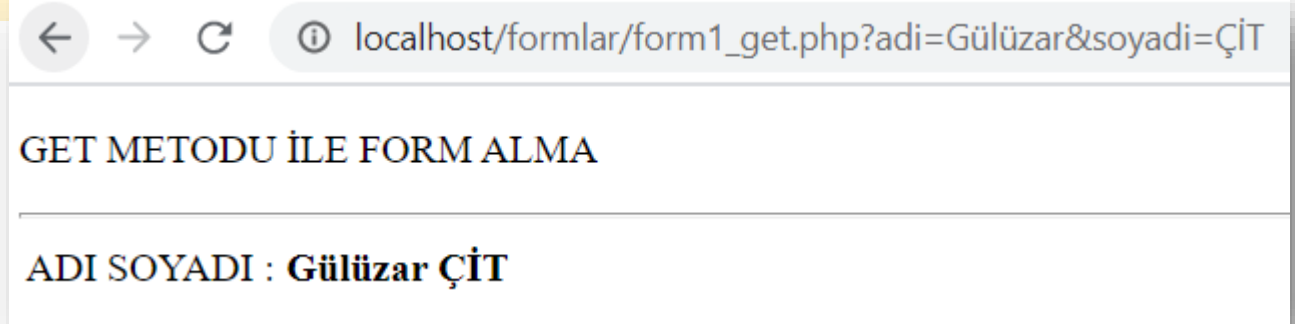 localhost/formlar/form1_get.php?adi=Gülüzar&soyadi=ÇİT
GET METODU İLE FORM ALMA
ADI SOYADI : Gülüzar ÇİT